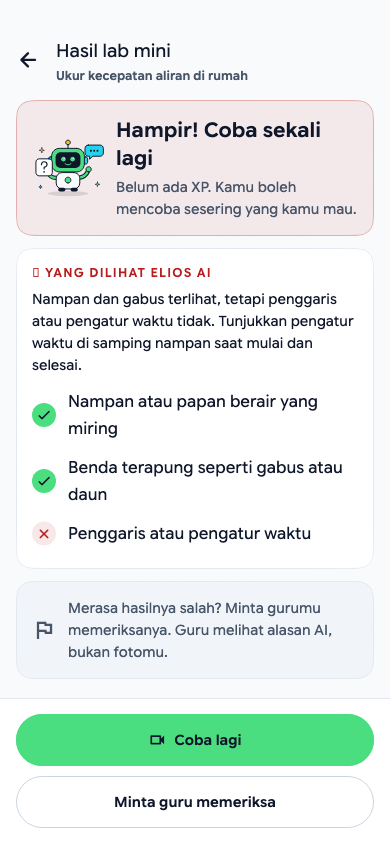 Hasil lab mini
Ukur kecepatan aliran di rumah
Hampir! Coba sekali
lagi
Belum ada XP. Kamu boleh
mencoba sesering yang kamu mau.
?
YANG DILIHAT ELIOS AI
Nampan dan gabus terlihat, tetapi penggaris
atau pengatur waktu tidak. Tunjukkan pengatur
waktu di samping nampan saat mulai dan
selesai.
Nampan atau papan berair yang
miring
Benda terapung seperti gabus atau
daun
Penggaris atau pengatur waktu
Merasa hasilnya salah? Minta gurumu
memeriksanya. Guru melihat alasan AI,
bukan fotomu.
Coba lagi
Minta guru memeriksa